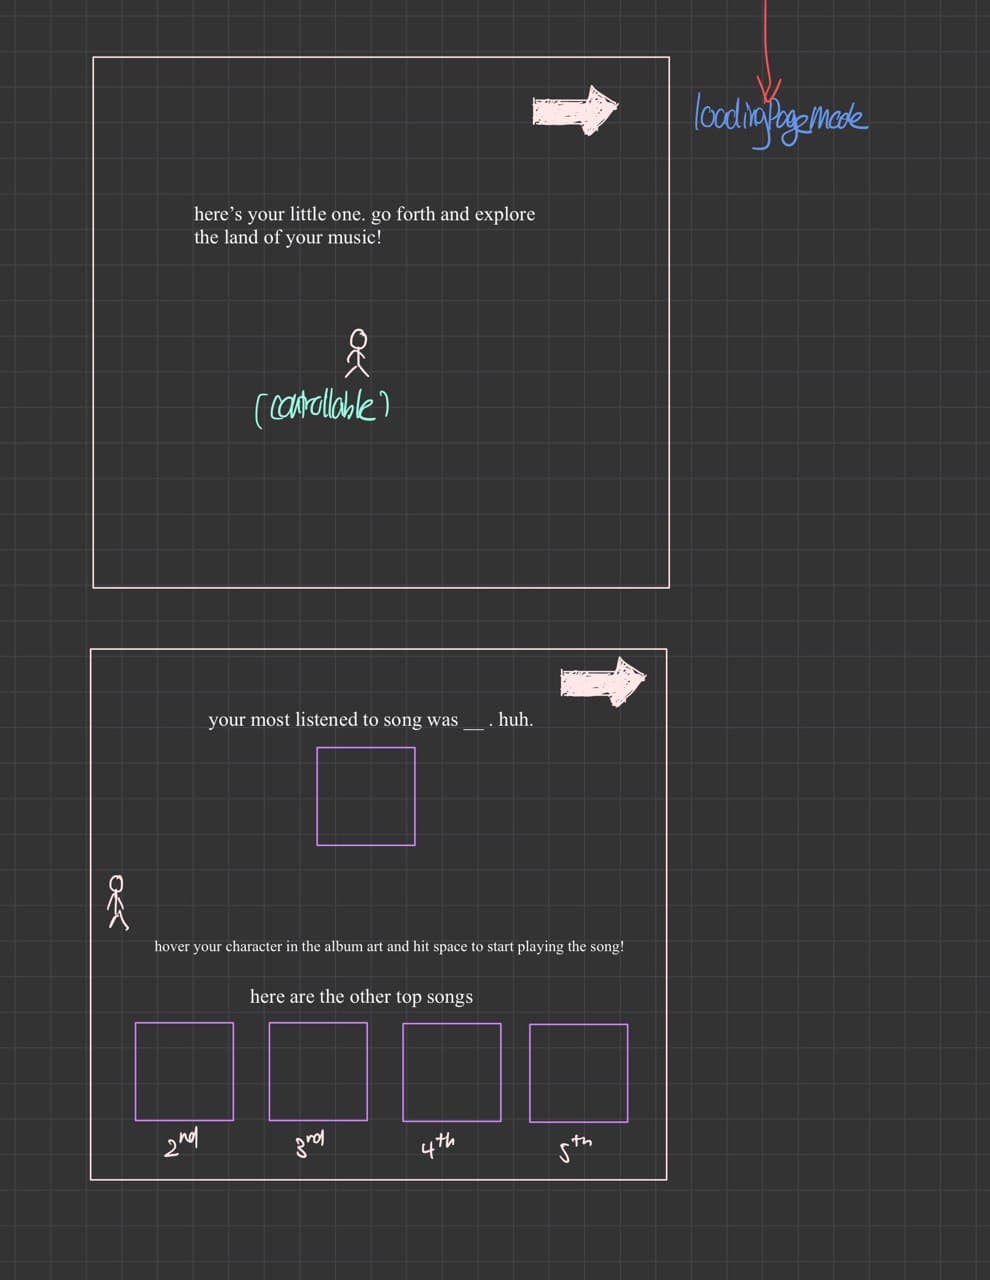 loadingPageMode
here’s your little one. go forth and explore
the land of your music!
(controllable)
your most listened to song was __ . huh.
hover your character in the album art and hit space to start playing the song!
here are the other top songs
2nd 3rd 4th 5th